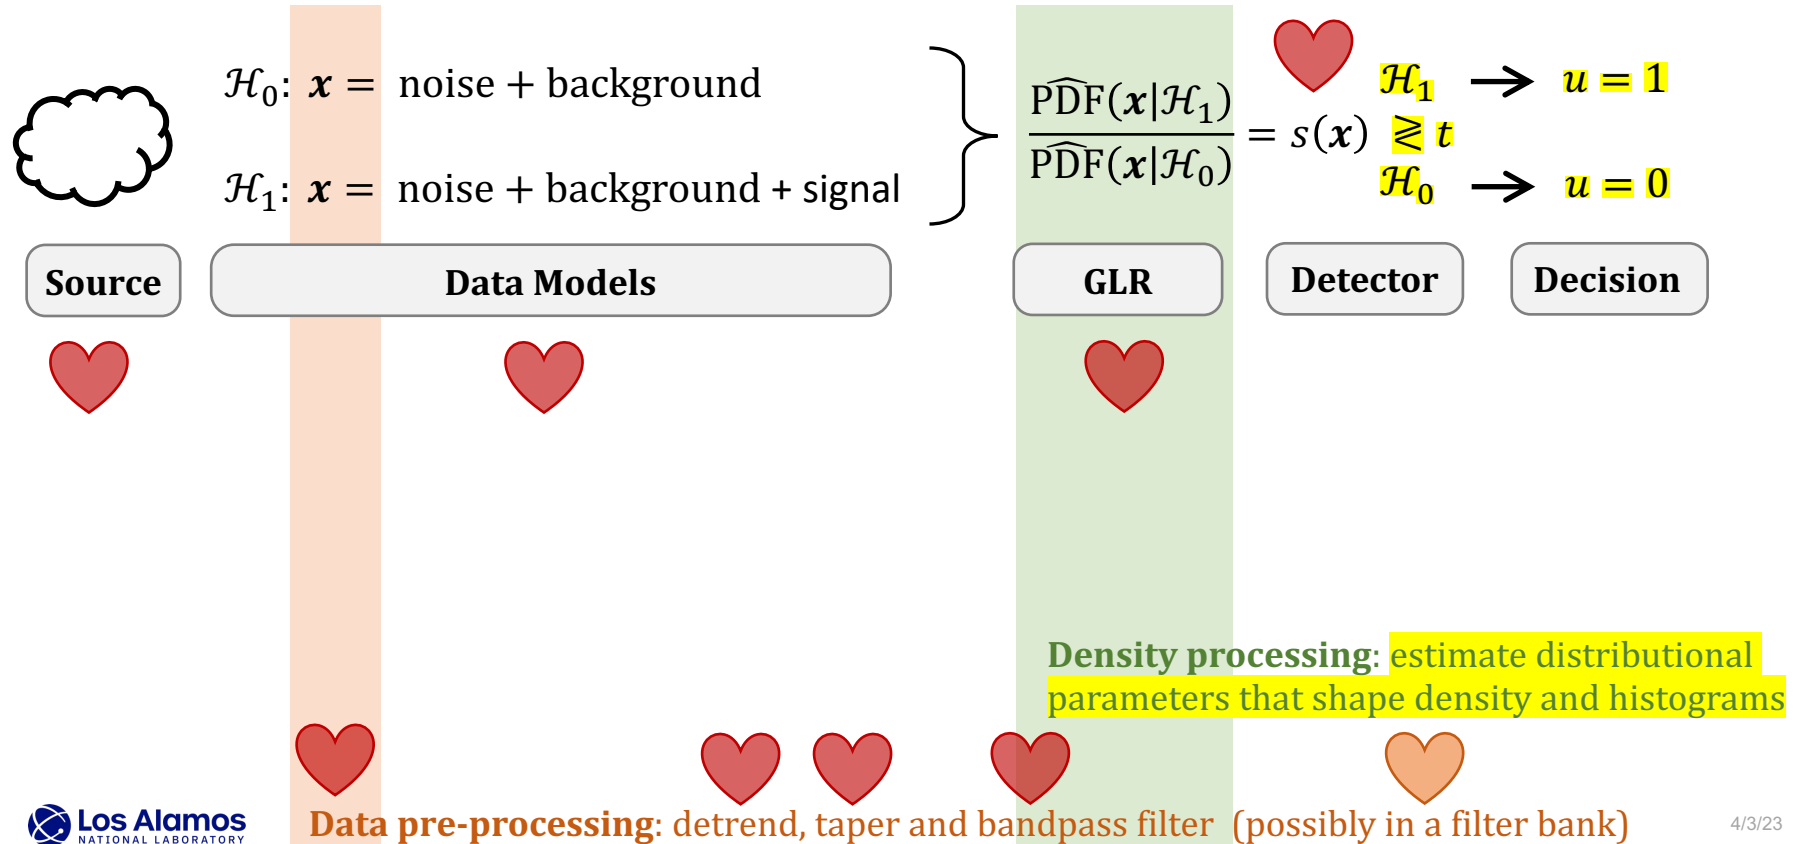 ℋ₀: 𝒙 = noise + background
ℋ₁: 𝒙 = noise + background + signal
P͡DF(𝒙|ℋ₁)
P͡DF(𝒙|ℋ₀)
= s(𝒙) ≷ t
ℋ₁ → u = 1
ℋ₀ → u = 0
Source
Data Models
GLR
Detector
Decision
Density processing: estimate distributional
parameters that shape density and histograms
Data pre-processing: detrend, taper and bandpass filter (possibly in a filter bank)
Los Alamos
NATIONAL LABORATORY
4/3/23